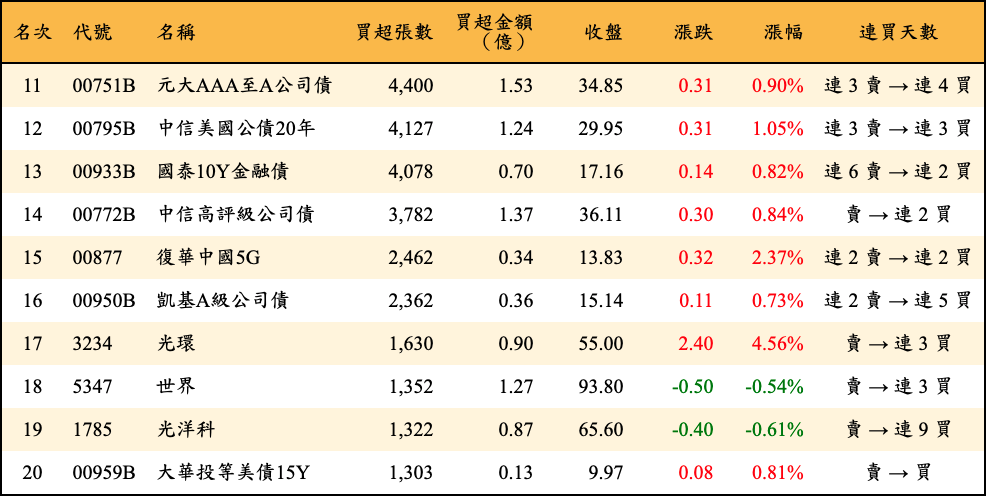 名次 代號 名稱 買超張數 買超金額（億） 收盤 漲跌 漲幅 連買天數
11 00751B 元大AAA至A公司債 4,400 1.53 34.85 0.31 0.90% 連 3 賣 → 連 4 買
12 00795B 中信美國公債20年 4,127 1.24 29.95 0.31 1.05% 連 3 賣 → 連 3 買
13 00933B 國泰10Y金融債 4,078 0.70 17.16 0.14 0.82% 連 6 賣 → 連 2 買
14 00772B 中信高評級公司債 3,782 1.37 36.11 0.30 0.84% 賣 → 連 2 買
15 00877 復華中國5G 2,462 0.34 13.83 0.32 2.37% 連 2 賣 → 連 2 買
16 00950B 凱基A級公司債 2,362 0.36 15.14 0.11 0.73% 連 2 賣 → 連 5 買
17 3234 光環 1,630 0.90 55.00 2.40 4.56% 賣 → 連 3 買
18 5347 世界 1,352 1.27 93.80 -0.50 -0.54% 賣 → 連 3 買
19 1785 光洋科 1,322 0.87 65.60 -0.40 -0.61% 賣 → 連 9 買
20 00959B 大華投等美債15Y 1,303 0.13 9.97 0.08 0.81% 賣 → 買